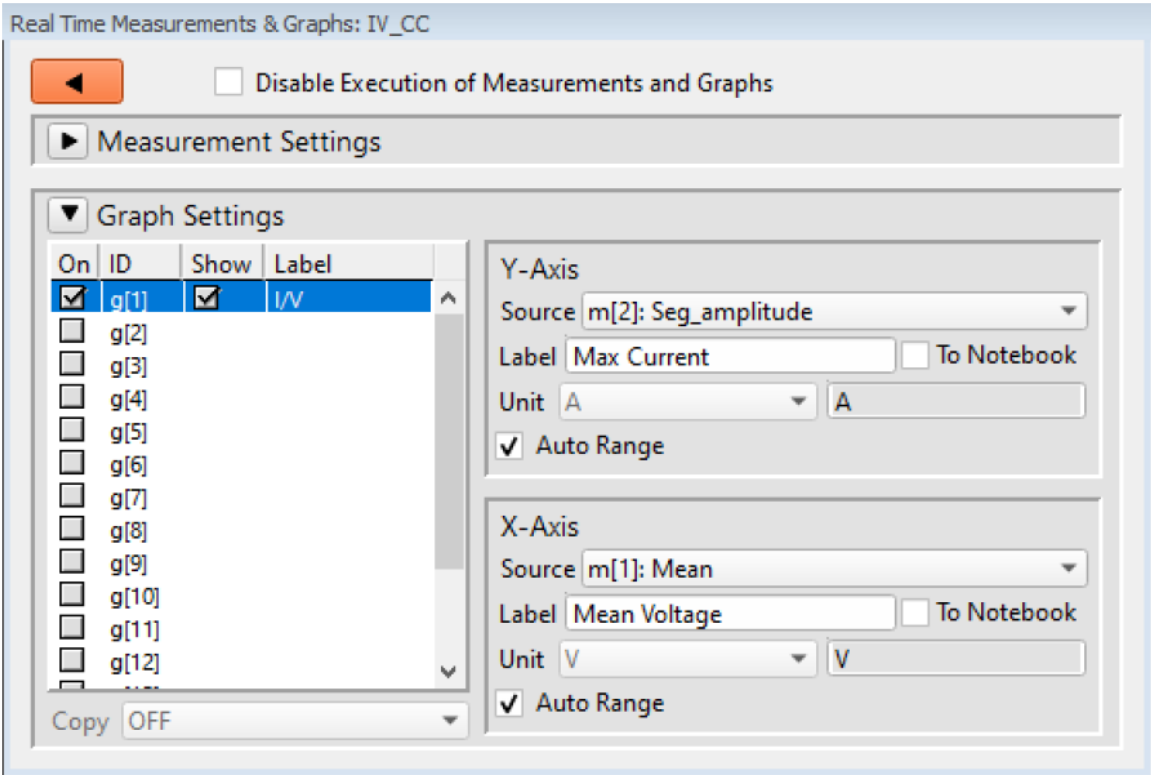 Real Time Measurements & Graphs: IV_CC
Disable Execution of Measurements and Graphs
Measurement Settings
Graph Settings
On ID Show Label
g[1] I/V
g[2]
g[3]
g[4]
g[5]
g[6]
g[7]
g[8]
g[9]
g[10]
g[11]
g[12]
Copy OFF
Y-Axis
Source m[2]: Seg_amplitude
Label Max Current To Notebook
Unit A A
Auto Range
X-Axis
Source m[1]: Mean
Label Mean Voltage To Notebook
Unit V V
Auto Range